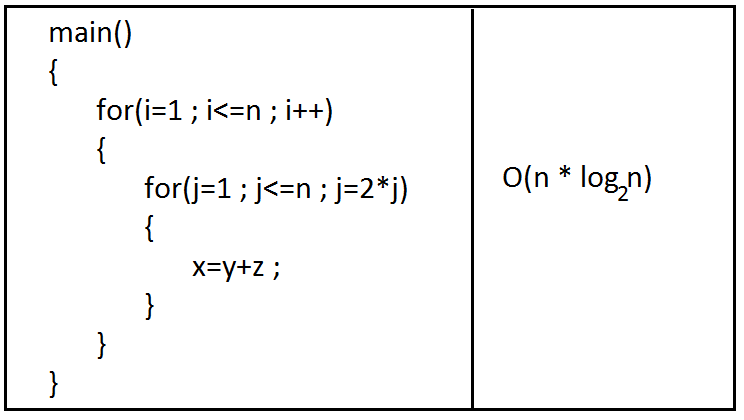 main()
{
for(i=1 ; i<=n ; i++)
{
for(j=1 ; j<=n ; j=2*j)
{
x=y+z ;
}
}
}
O(n * log₂n)